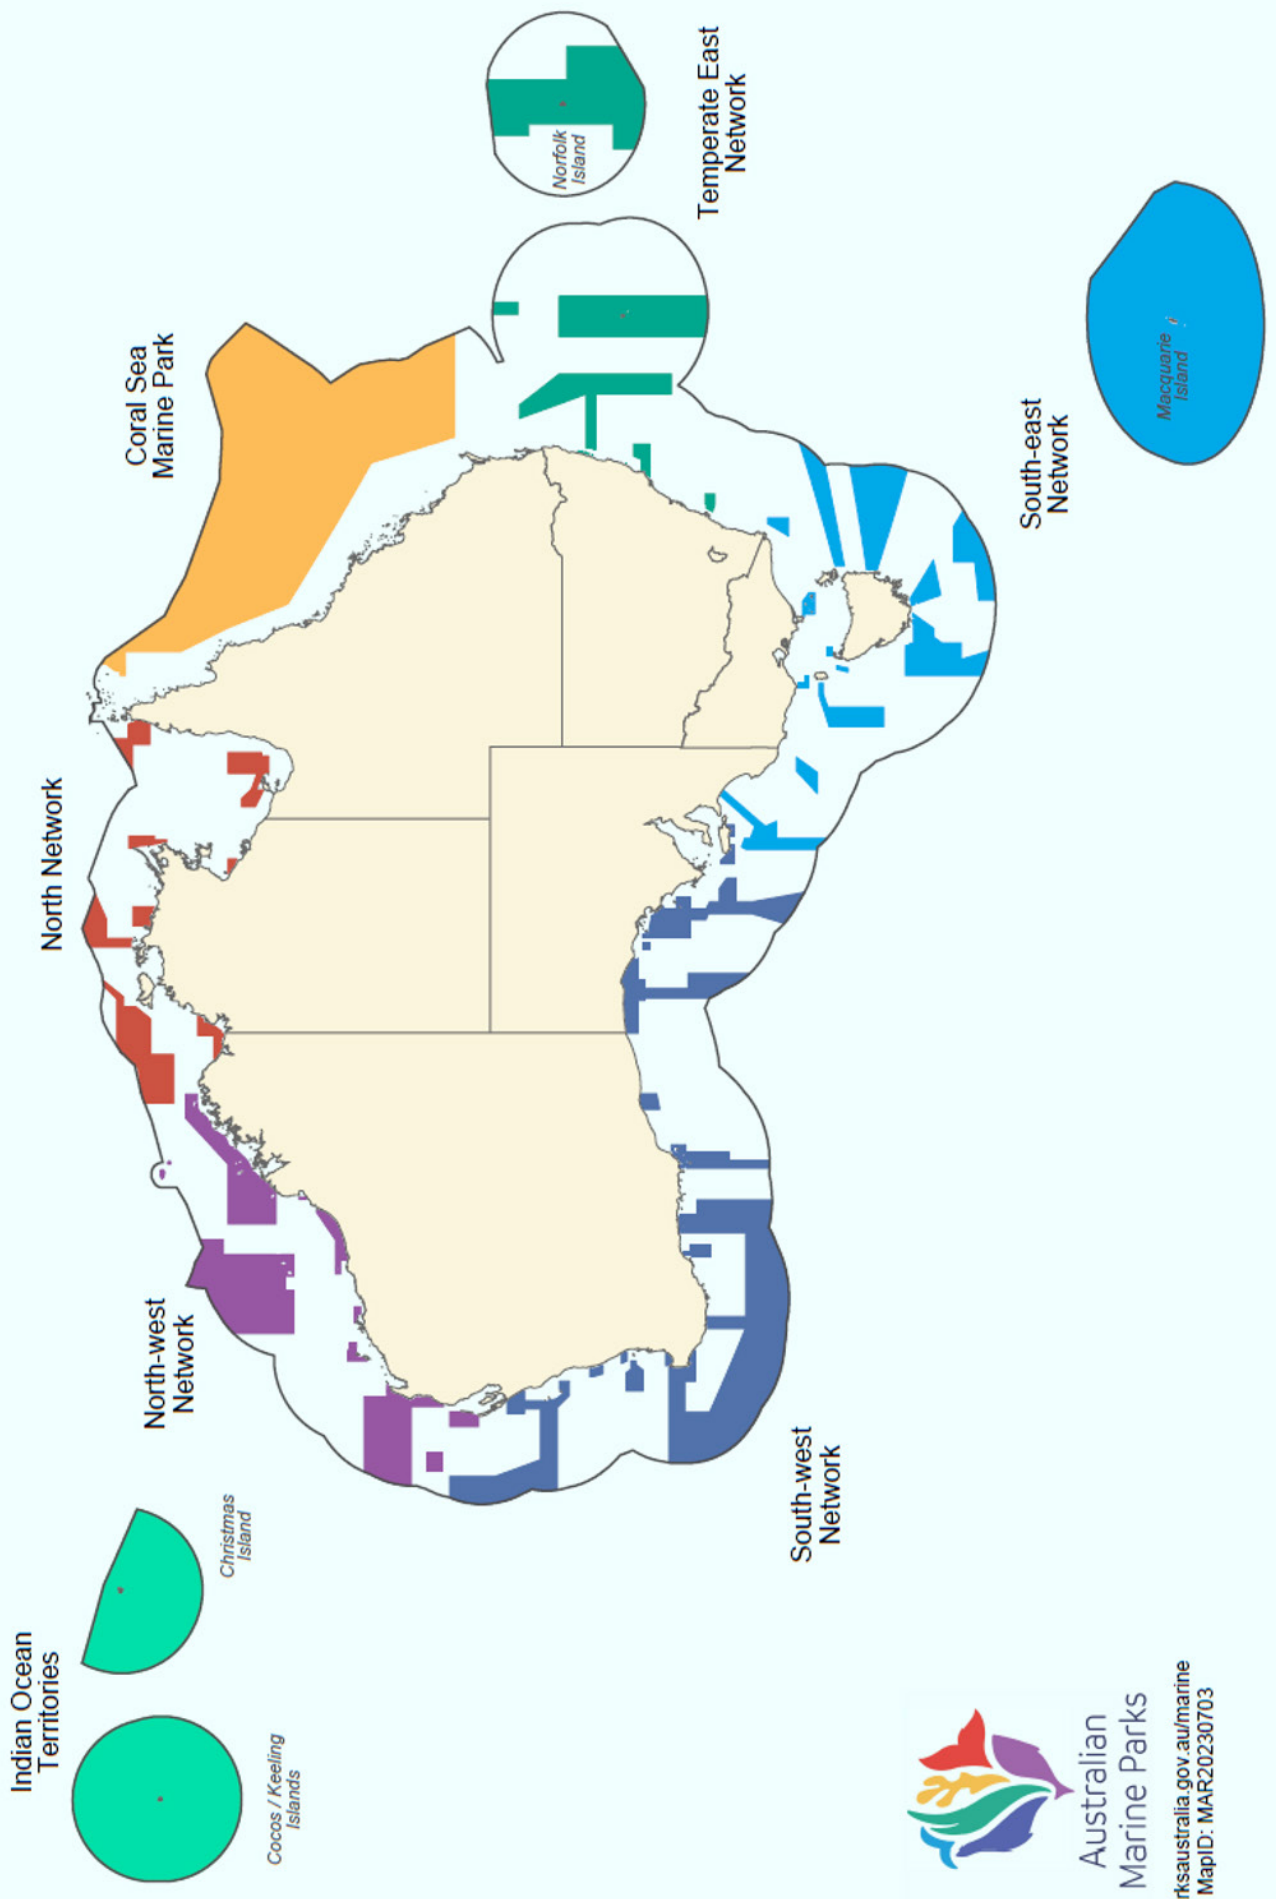 Indian Ocean
Territories
Cocos / Keeling
Islands
Christmas
Island
North-west
Network
North Network
Coral Sea
Marine Park
Norfolk
Island
Temperate East
Network
South-west
Network
South-east
Network
Macquarie
Island
Australian
Marine Parks
rksaustralia.gov.au/marine
MapID: MAR20230703